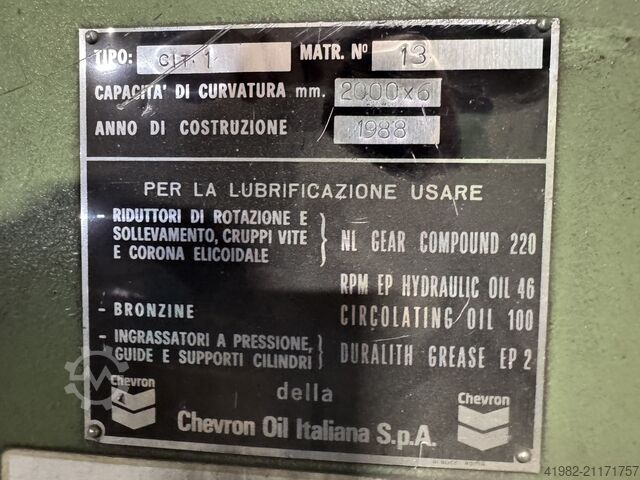 TIPO: CIT. 1 MATR. N° 13
CAPACITA' DI CURVATURA mm. 2000x6
ANNO DI COSTRUZIONE 1988
PER LA LUBRIFICAZIONE USARE
- RIDUTTORI DI ROTAZIONE E
SOLLEVAMENTO, GRUPPI VITE
E CORONA ELICOIDALE
NL GEAR COMPOUND 220
RPM EP HYDRAULIC OIL 46
- BRONZINE
CIRCOLATING OIL 100
- INGRASSATORI A PRESSIONE,
GUIDE E SUPPORTI CILINDRI
DURALITH GREASE EP 2
Chevron
della
Chevron
Chevron Oil Italiana S.p.A.
41982-21171757